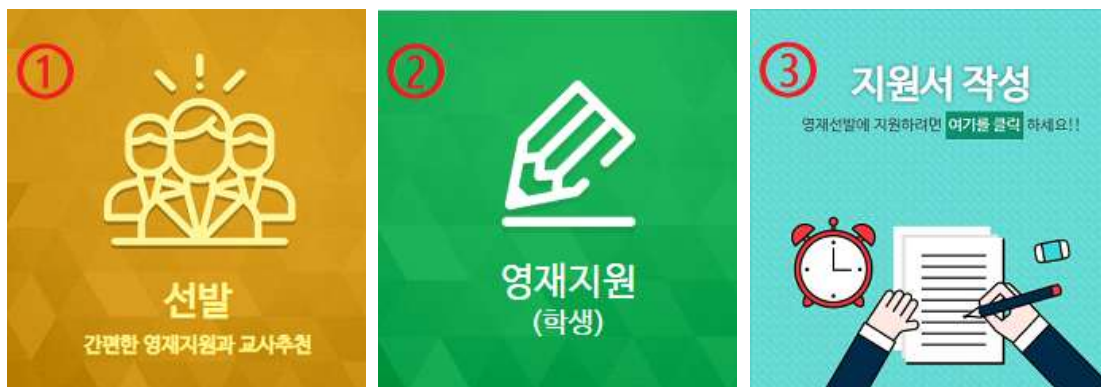 ①
선발
간편한 영재지원과 교사추천
②
영재지원
(학생)
③
지원서 작성
영재선발에 지원하려면 여기를 클릭 하세요!!